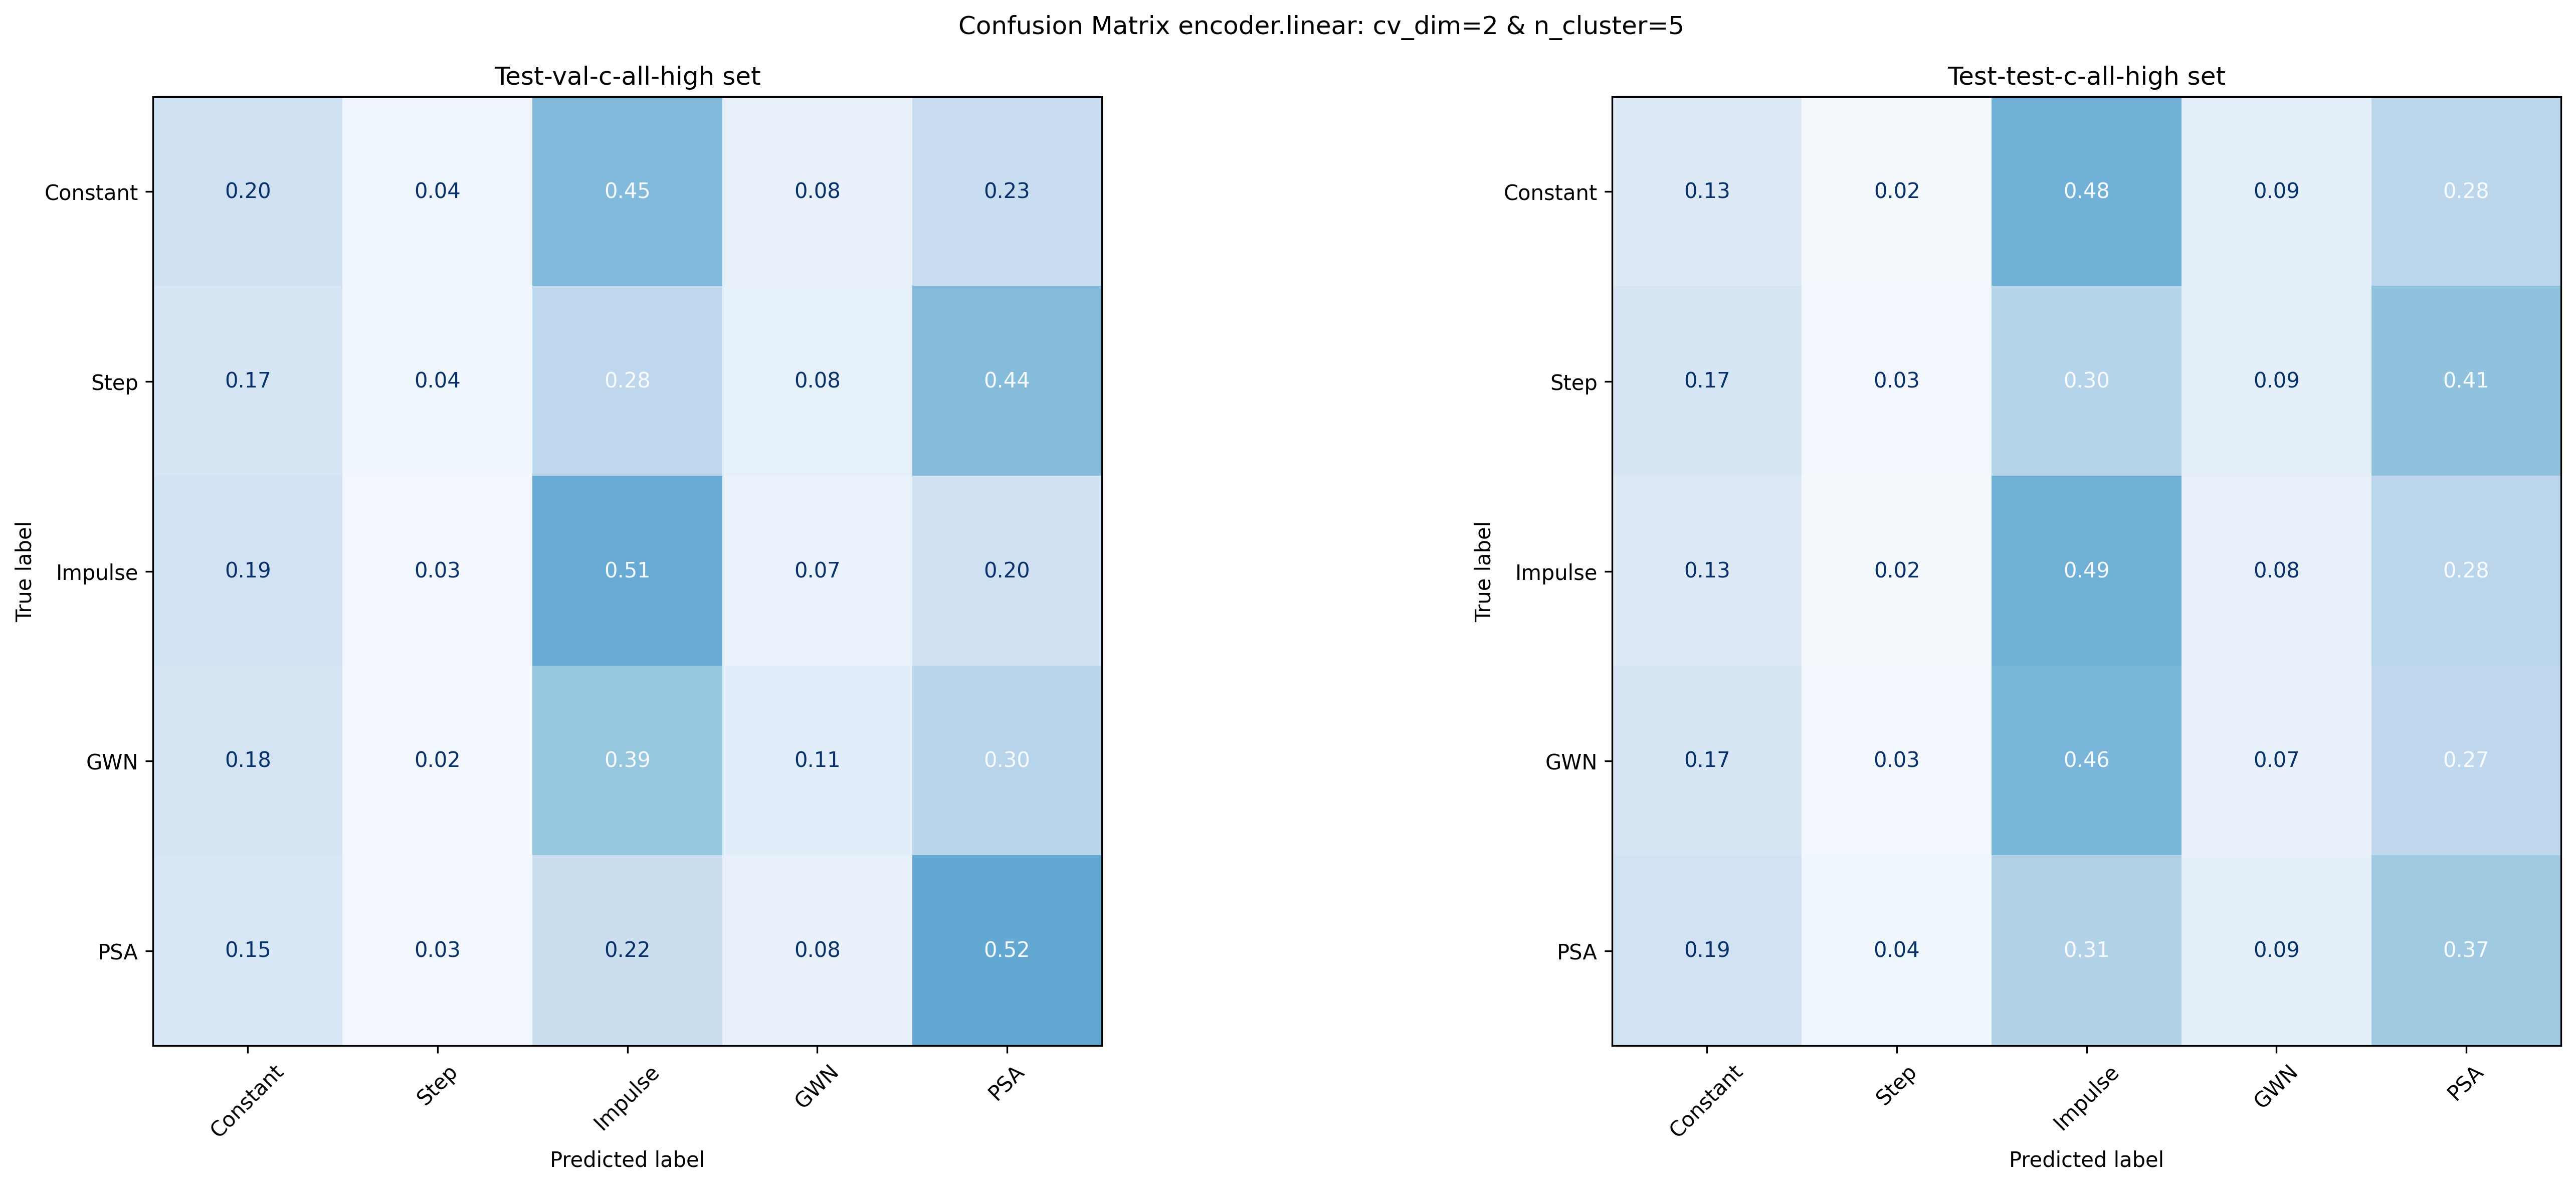 Confusion Matrix encoder.linear: cv_dim=2 & n_cluster=5
Test-val-c-all-high set
True label
Constant 0.20 0.04 0.45 0.08 0.23
Step 0.17 0.04 0.28 0.08 0.44
Impulse 0.19 0.03 0.51 0.07 0.20
GWN 0.18 0.02 0.39 0.11 0.30
PSA 0.15 0.03 0.22 0.08 0.52
Constant Step Impulse GWN PSA
Predicted label
Test-test-c-all-high set
True label
Constant 0.13 0.02 0.48 0.09 0.28
Step 0.17 0.03 0.30 0.09 0.41
Impulse 0.13 0.02 0.49 0.08 0.28
GWN 0.17 0.03 0.46 0.07 0.27
PSA 0.19 0.04 0.31 0.09 0.37
Constant Step Impulse GWN PSA
Predicted label